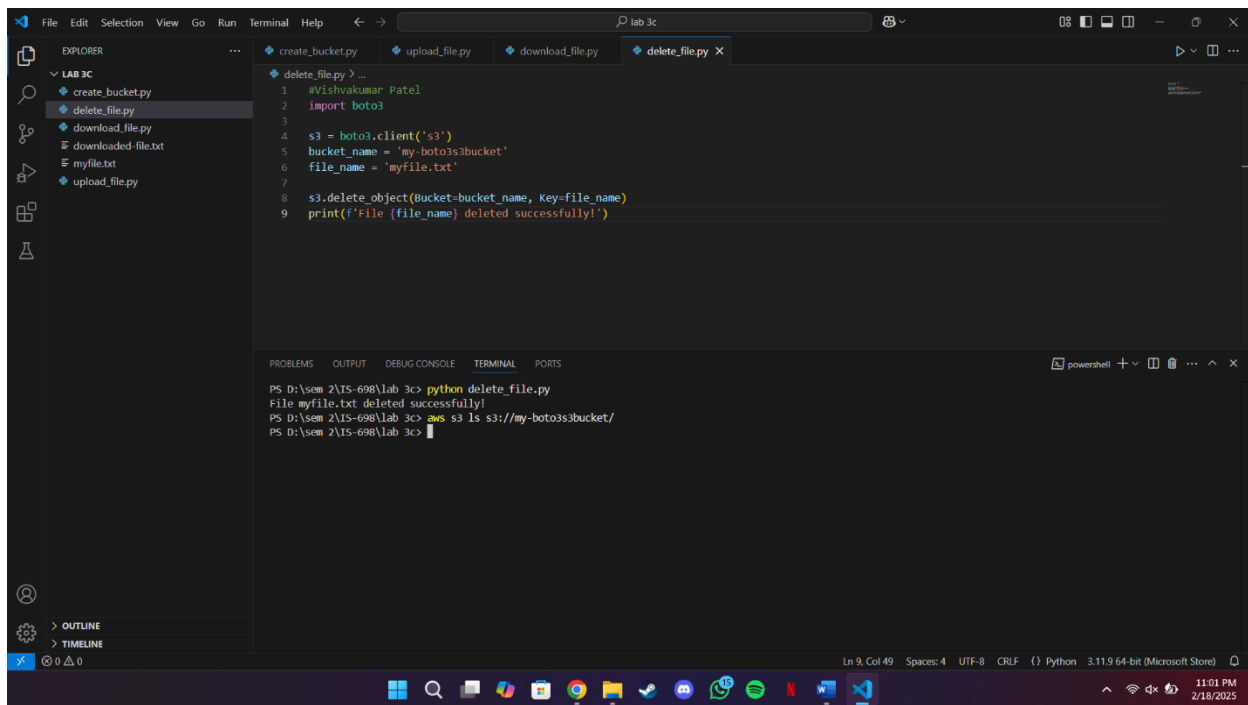 File Edit Selection View Go Run Terminal Help
lab 3c
EXPLORER
LAB 3C
create_bucket.py
delete_file.py
download_file.py
downloaded-file.txt
myfile.txt
upload_file.py
OUTLINE
TIMELINE
create_bucket.py upload_file.py download_file.py delete_file.py
delete_file.py > ...
1 #Vishvakumar Patel
2 import boto3
3
4 s3 = boto3.client('s3')
5 bucket_name = 'my-boto3s3bucket'
6 file_name = 'myfile.txt'
7
8 s3.delete_object(Bucket=bucket_name, Key=file_name)
9 print(f'File {file_name} deleted successfully!')
PROBLEMS OUTPUT DEBUG CONSOLE TERMINAL PORTS
powershell
PS D:\sem 2\IS-698\lab 3c> python delete_file.py
File myfile.txt deleted successfully!
PS D:\sem 2\IS-698\lab 3c> aws s3 ls s3://my-boto3s3bucket/
PS D:\sem 2\IS-698\lab 3c>
0 0 Ln 9, Col 49 Spaces: 4 UTF-8 CRLF {} Python 3.11.9 64-bit (Microsoft Store)
15
11:01 PM
2/18/2025